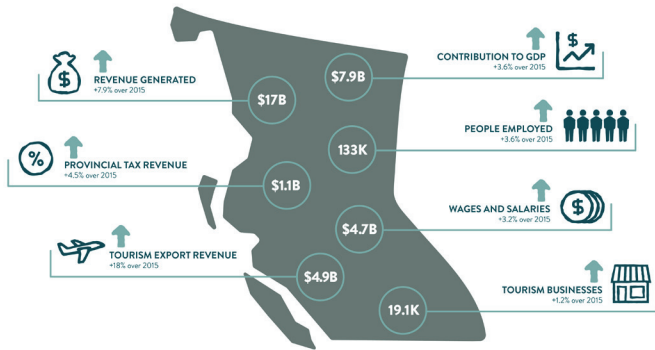 $
REVENUE GENERATED
+7.9% over 2015
$17B
%
PROVINCIAL TAX REVENUE
+4.5% over 2015
$1.1B
TOURISM EXPORT REVENUE
+18% over 2015
$4.9B
$
CONTRIBUTION TO GDP
+3.6% over 2015
$7.9B
PEOPLE EMPLOYED
+3.6% over 2015
133K
$
WAGES AND SALARIES
+3.2% over 2015
$4.7B
TOURISM BUSINESSES
+1.2% over 2015
19.1K